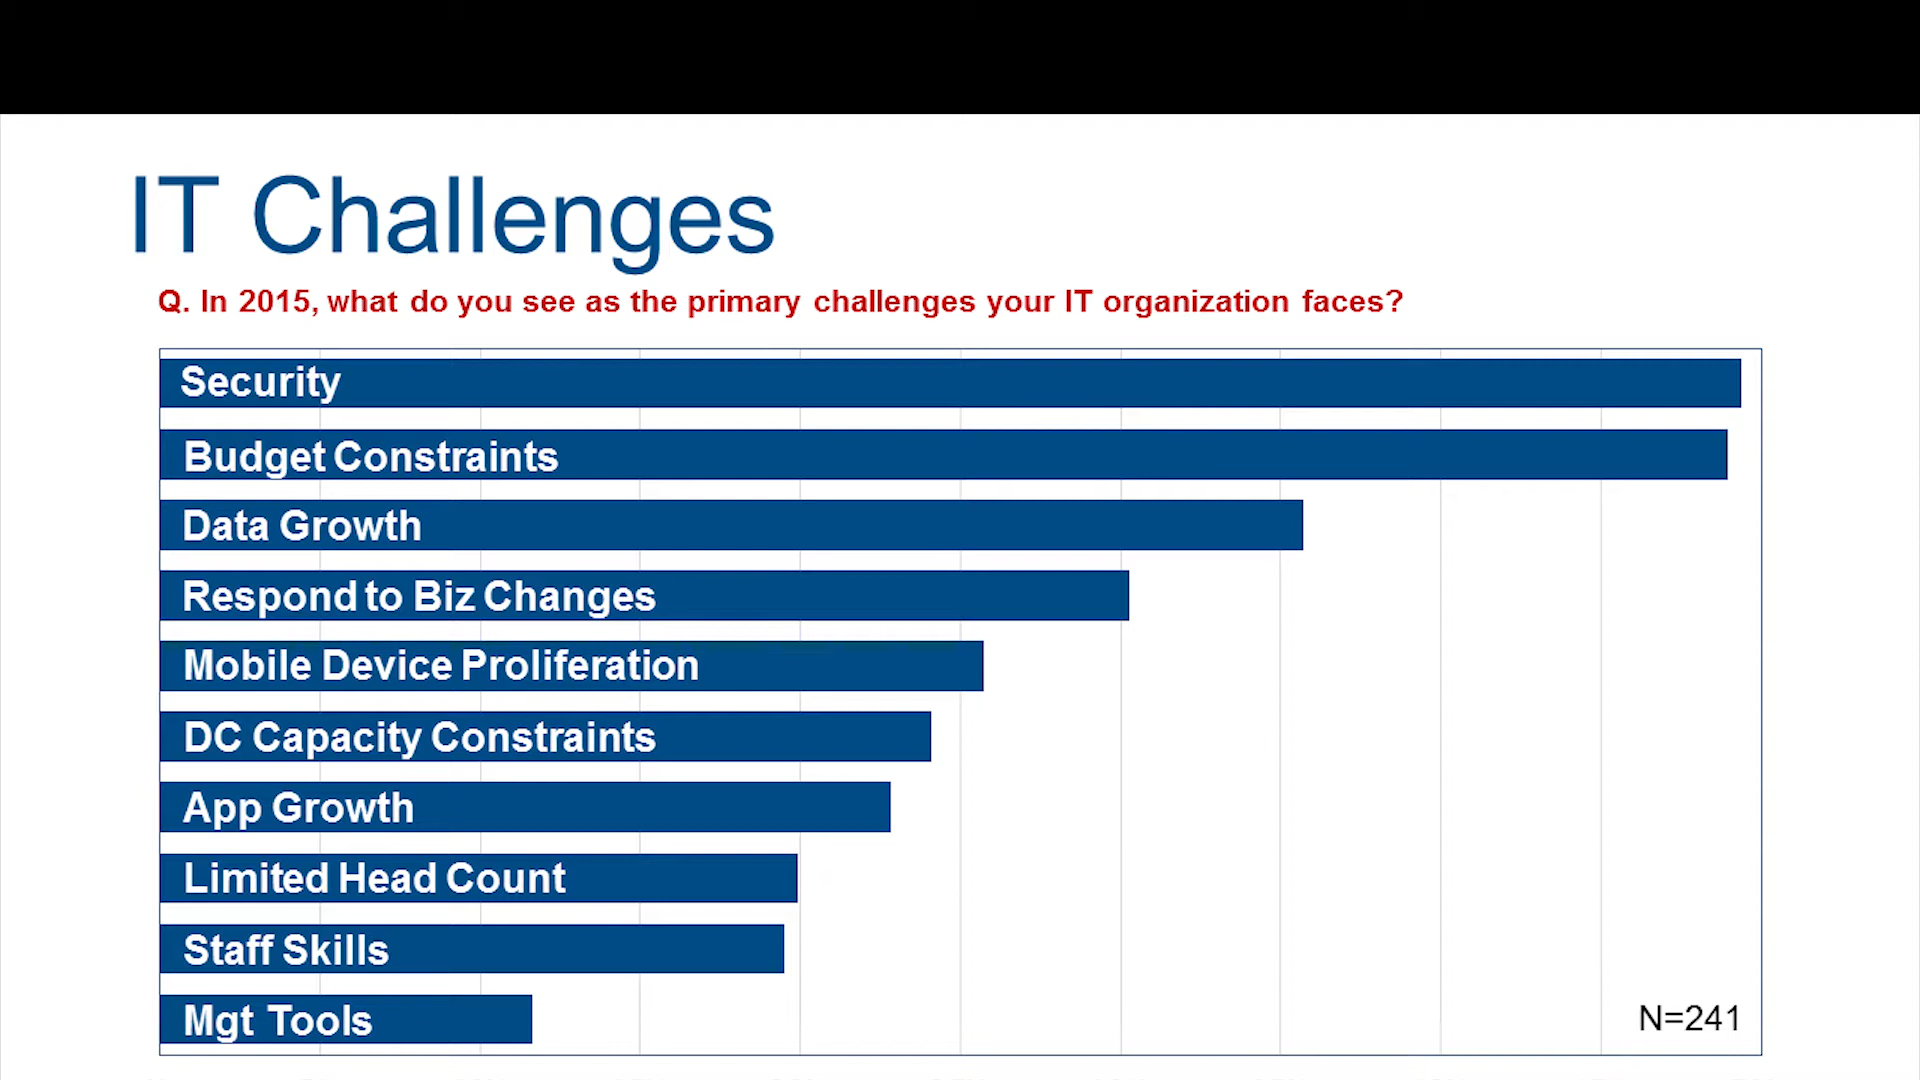 IT Challenges
Q. In 2015, what do you see as the primary challenges your IT organization faces?
Security
Budget Constraints
Data Growth
Respond to Biz Changes
Mobile Device Proliferation
DC Capacity Constraints
App Growth
Limited Head Count
Staff Skills
Mgt Tools
N=241